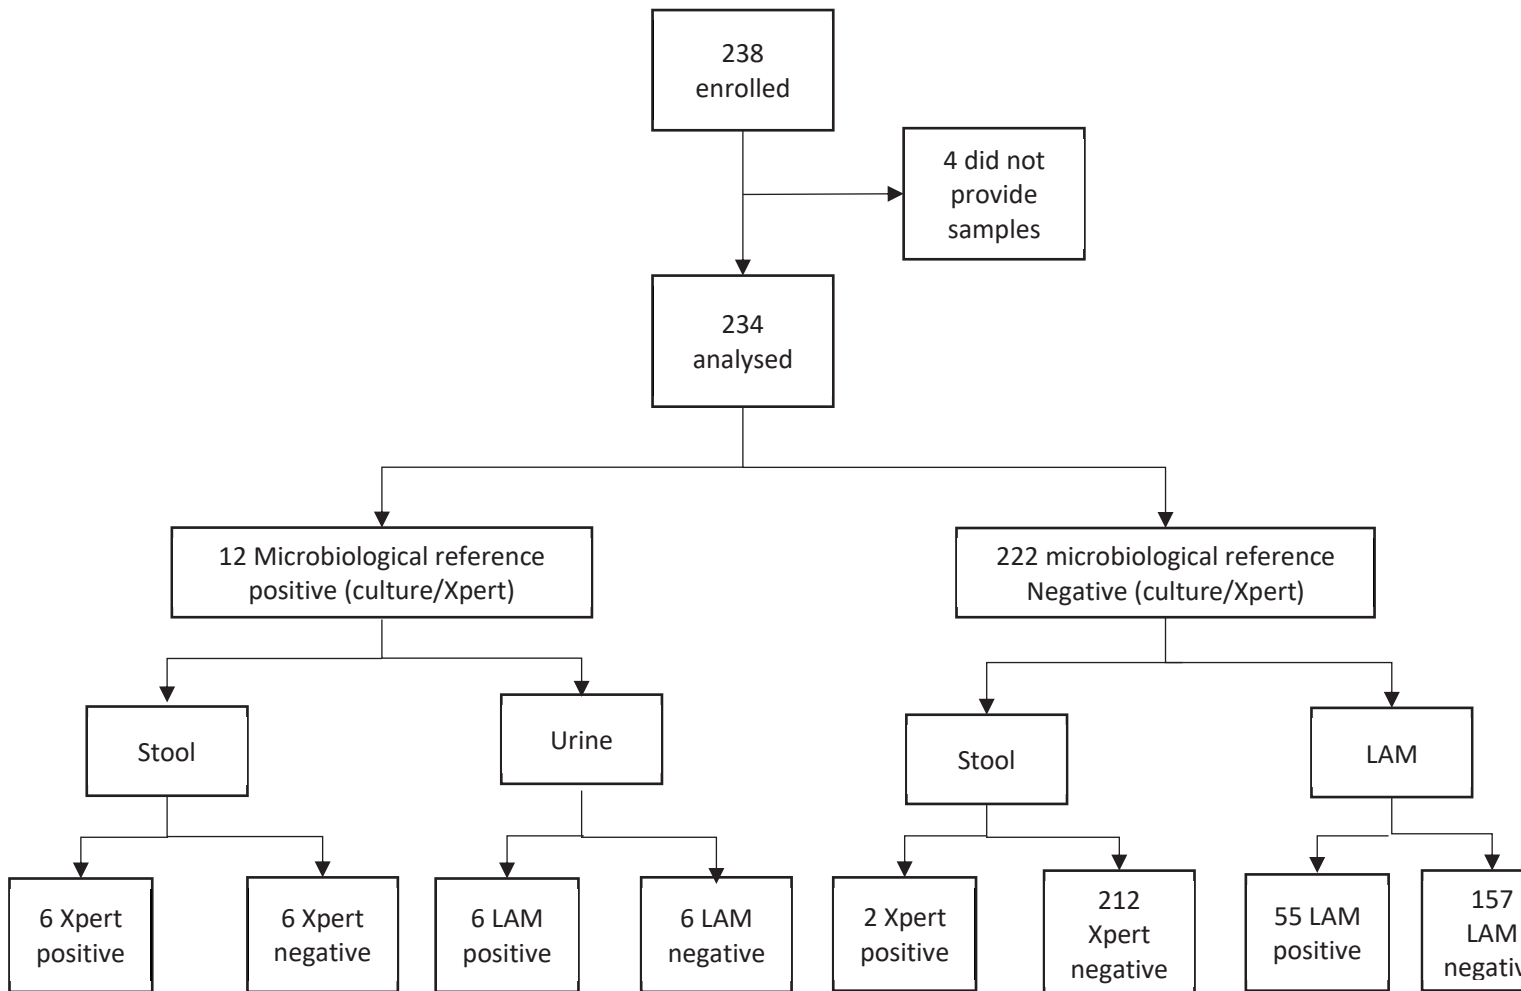 238
enrolled
4 did not
provide
samples
234
analysed
12 Microbiological reference
positive (culture/Xpert)
222 microbiological reference
Negative (culture/Xpert)
Stool
Urine
Stool
LAM
6 Xpert
positive
6 Xpert
negative
6 LAM
positive
6 LAM
negative
2 Xpert
positive
212
Xpert
negative
55 LAM
positive
157
LAM
negativ